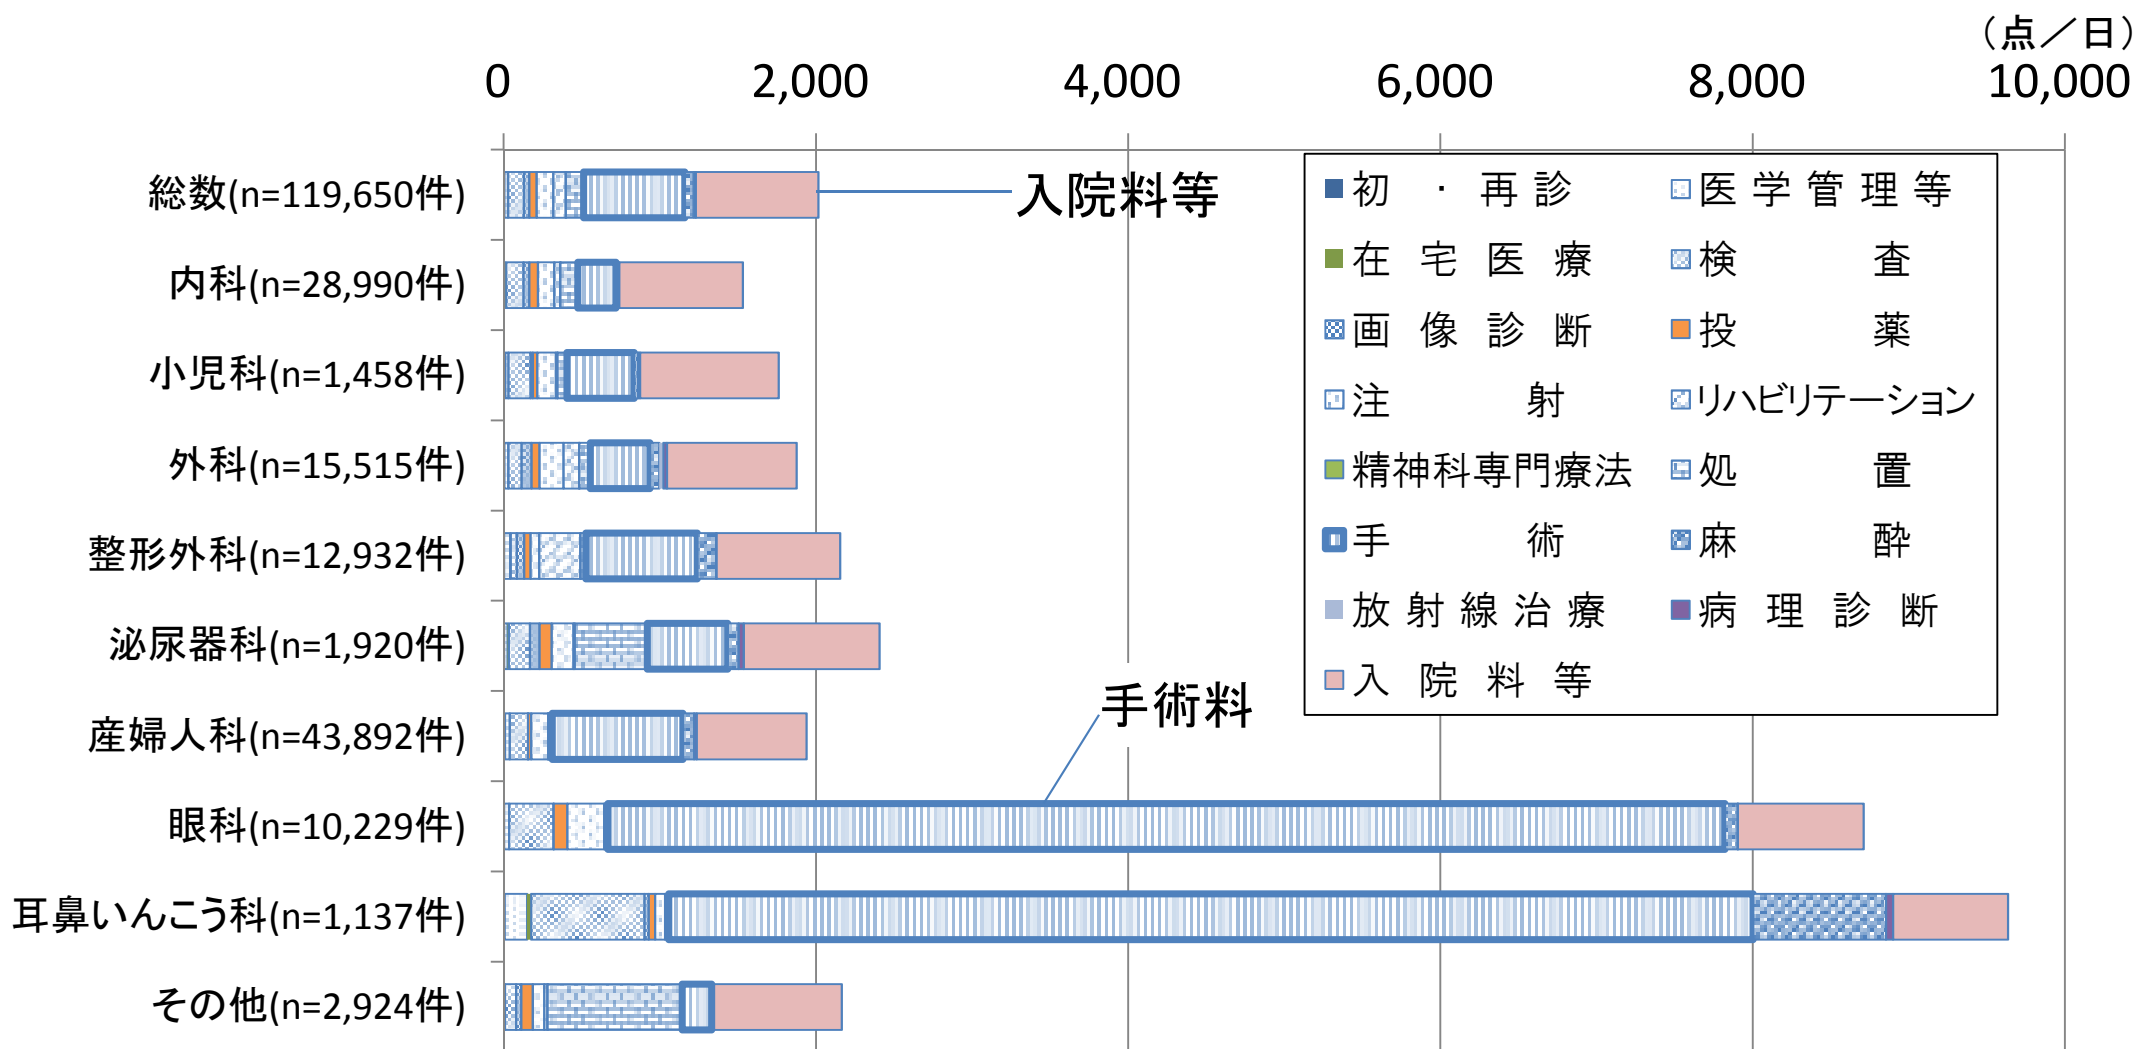 （点／日）
0 2,000 4,000 6,000 8,000 10,000
総数(n=119,650件)
内科(n=28,990件)
小児科(n=1,458件)
外科(n=15,515件)
整形外科(n=12,932件)
泌尿器科(n=1,920件)
産婦人科(n=43,892件)
眼科(n=10,229件)
耳鼻いんこう科(n=1,137件)
その他(n=2,924件)
入院料等
手術料
初・再診 医学管理等
在宅医療 検査
画像診断 投薬
注射 リハビリテーション
精神科専門療法 処置
手術 麻酔
放射線治療 病理診断
入院料等